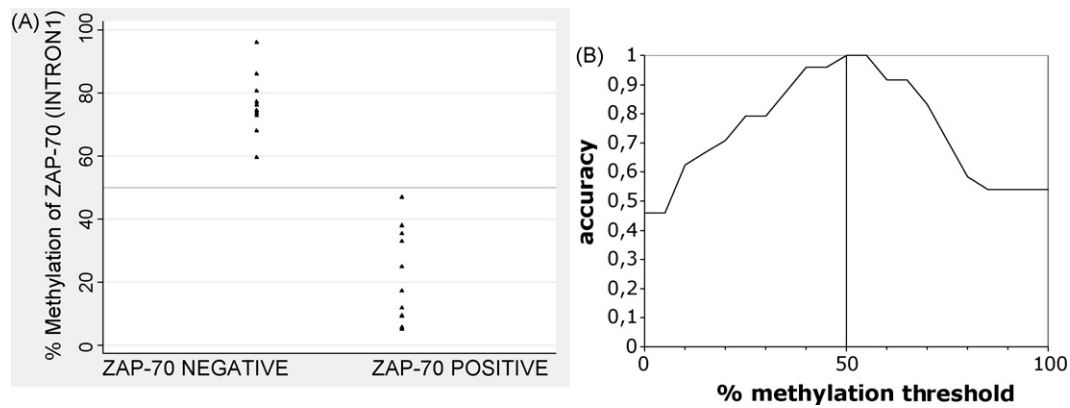 (A)
% Methylation of ZAP-70 (INTRON1)
100
80
60
40
20
0
ZAP-70 NEGATIVE
ZAP-70 POSITIVE
(B)
accuracy
1
0,9
0,8
0,7
0,6
0,5
0,4
0,3
0,2
0,1
0
0
50
100
% methylation threshold